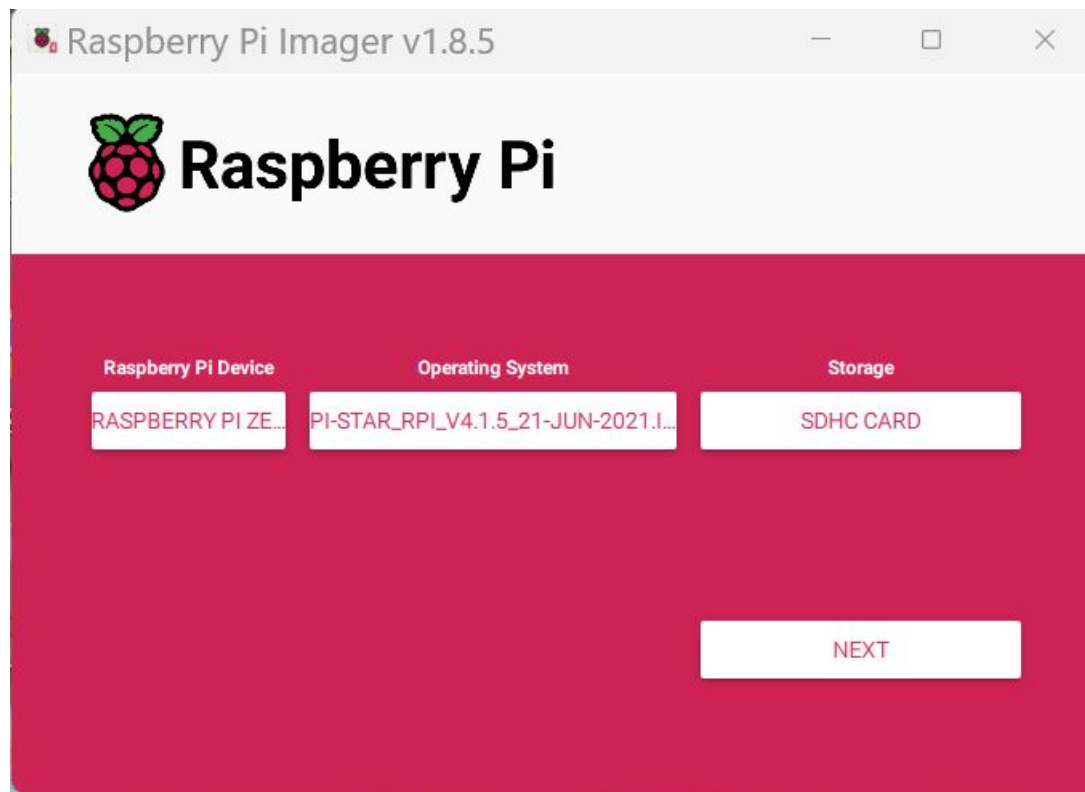 Raspberry Pi Imager v1.8.5
Raspberry Pi
Raspberry Pi Device
Operating System
Storage
RASPBERRY PI ZE...
PI-STAR_RPI_V4.1.5_21-JUN-2021.I...
SDHC CARD
NEXT